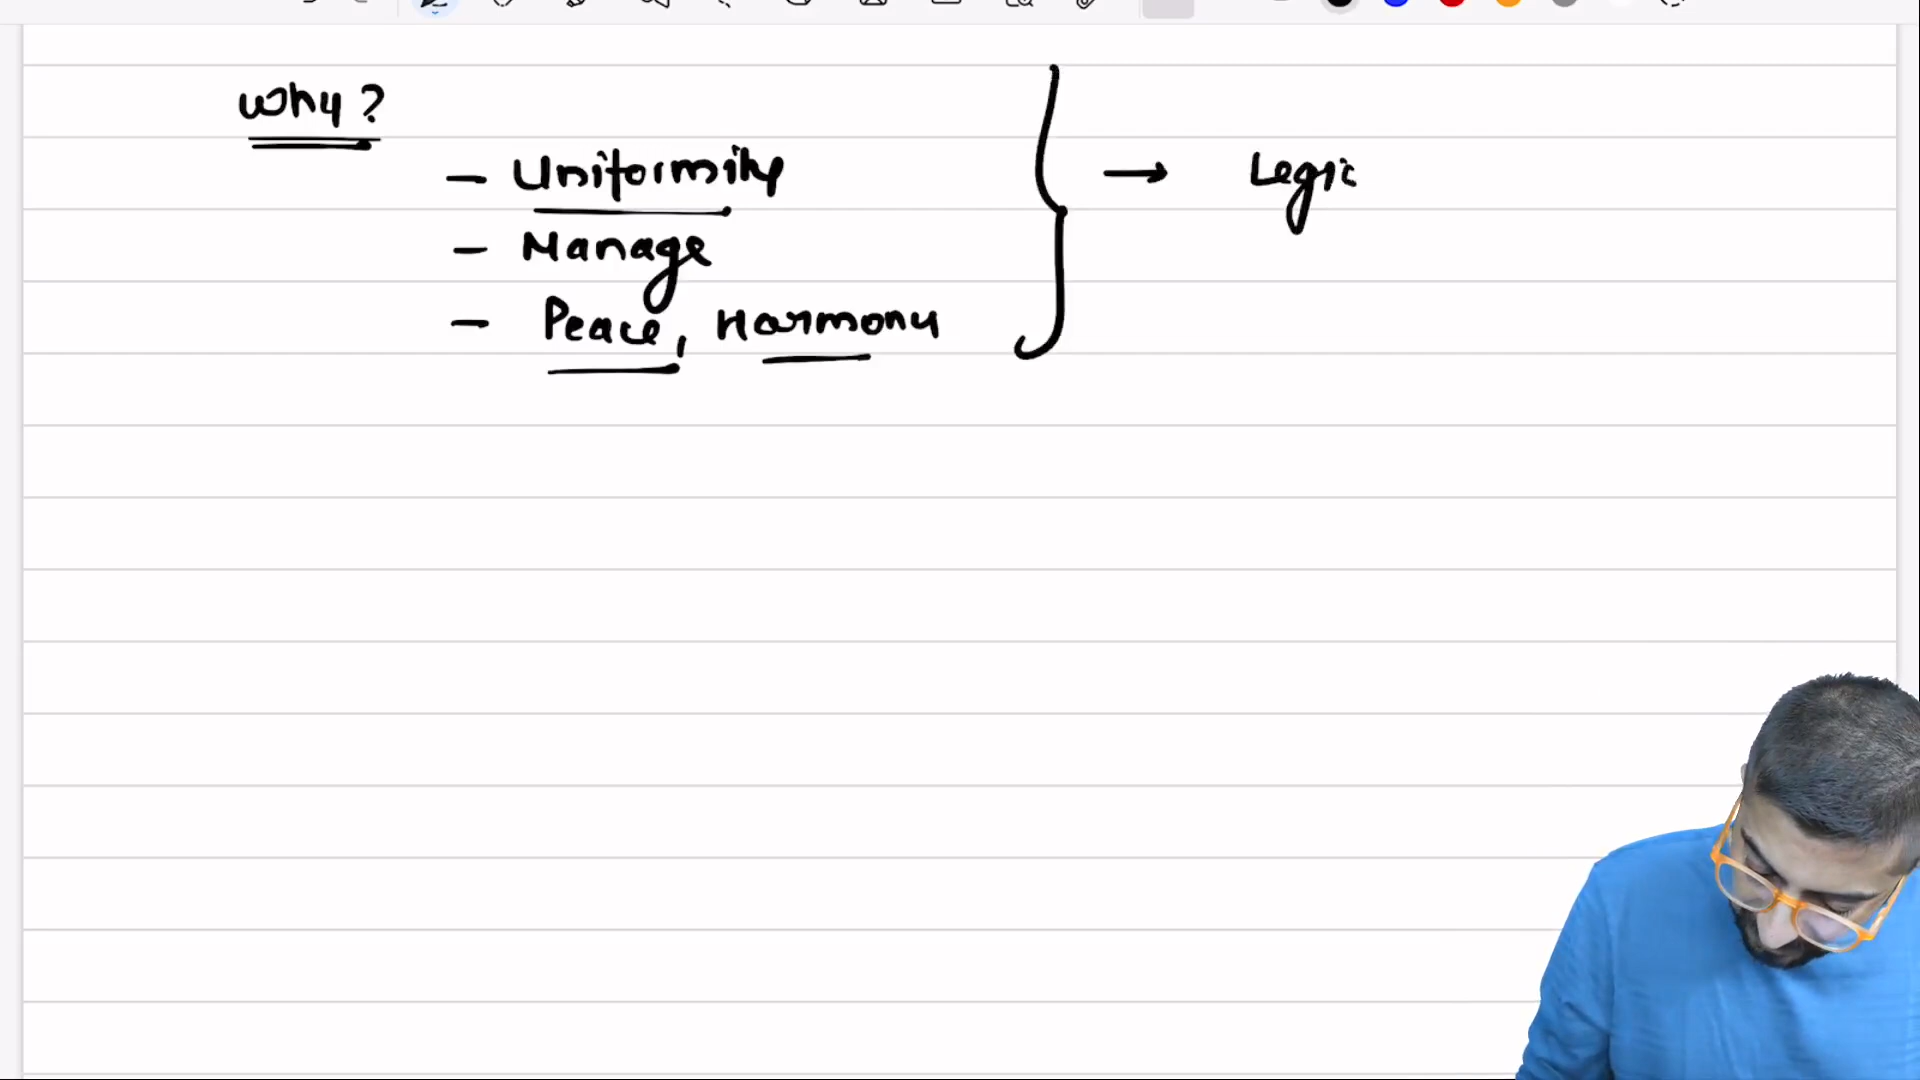 Why?
- Uniformity
- Manage
- Peace, Harmony
→ Logic